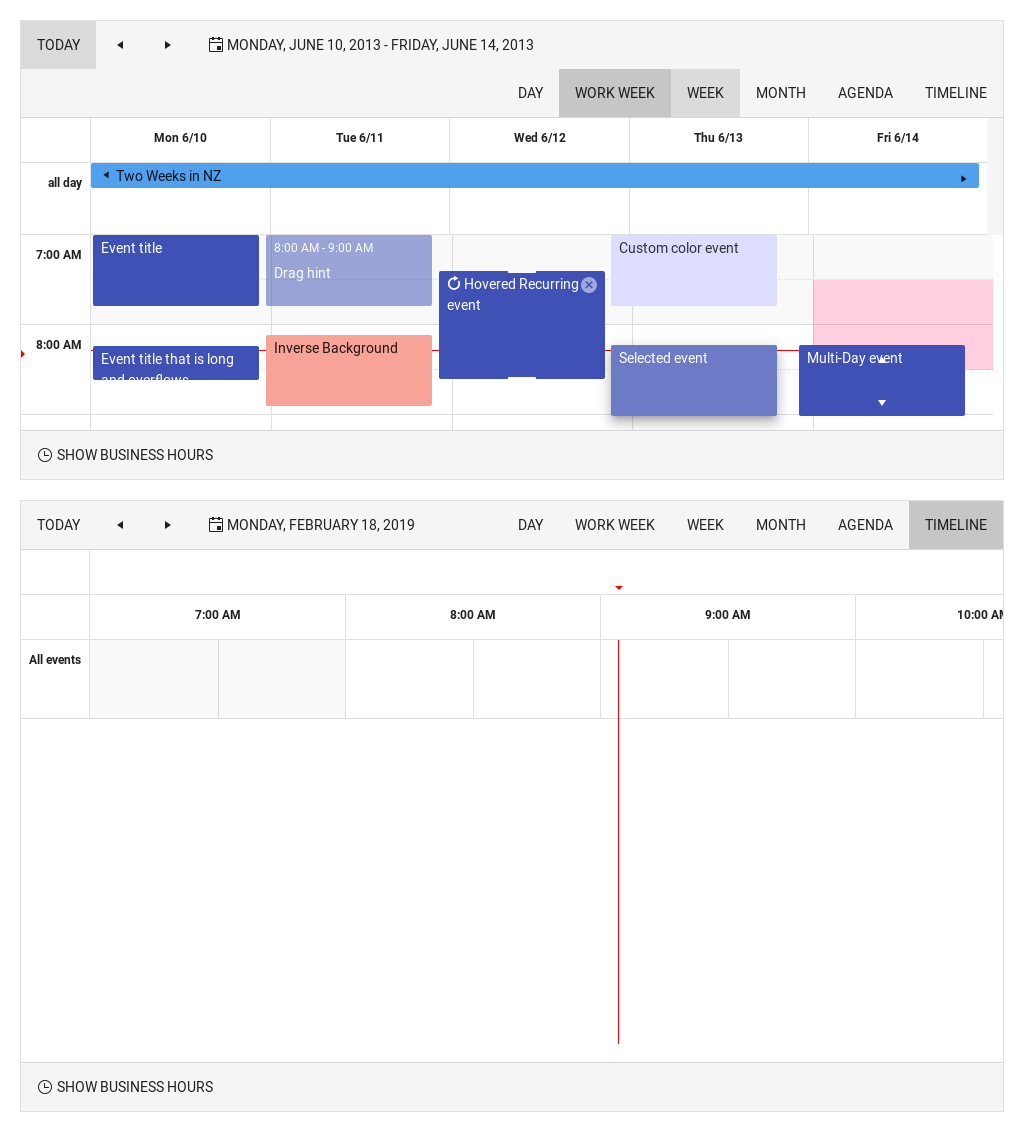 TODAY
MONDAY, JUNE 10, 2013 - FRIDAY, JUNE 14, 2013
DAY WORK WEEK WEEK MONTH AGENDA TIMELINE
Mon 6/10 Tue 6/11 Wed 6/12 Thu 6/13 Fri 6/14
all day
Two Weeks in NZ
7:00 AM
Event title
8:00 AM - 9:00 AM
Drag hint
Hovered Recurring
event
Custom color event
8:00 AM
Event title that is long
and overflows
Inverse Background
Selected event
Multi-Day event
SHOW BUSINESS HOURS
TODAY
MONDAY, FEBRUARY 18, 2019
DAY WORK WEEK WEEK MONTH AGENDA TIMELINE
7:00 AM 8:00 AM 9:00 AM 10:00 AM
All events
SHOW BUSINESS HOURS